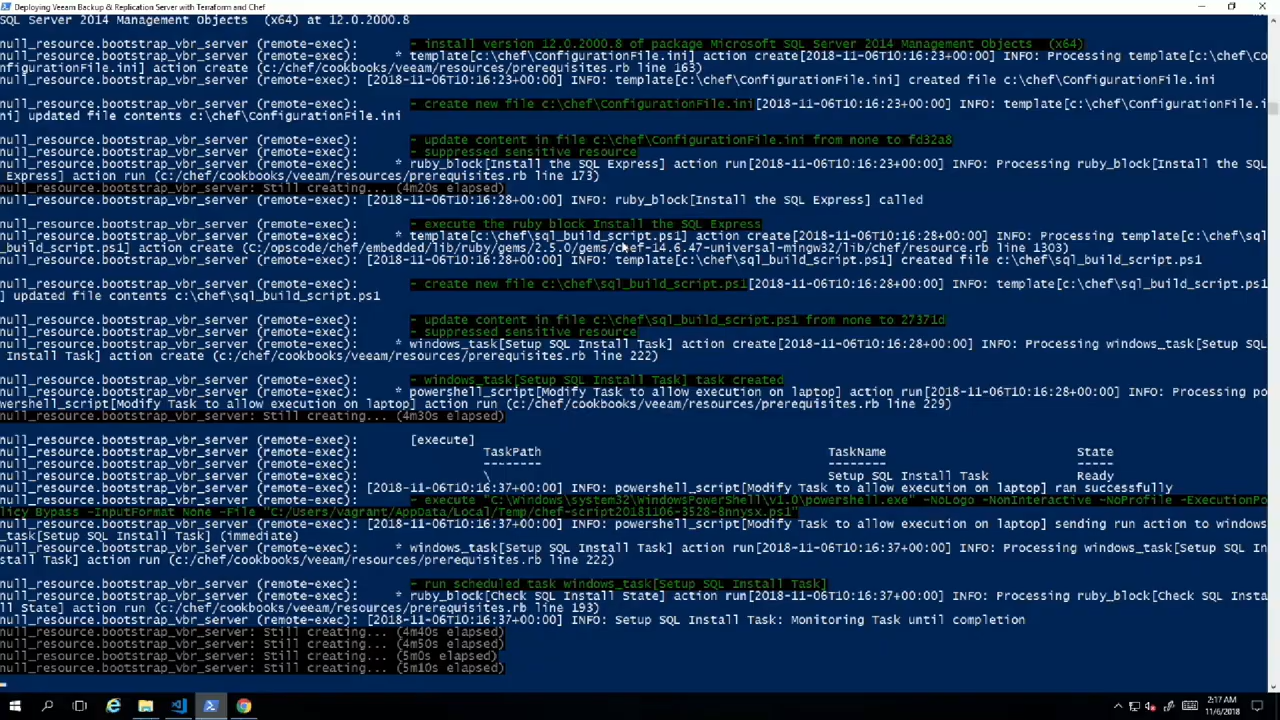 Deploying Veeam Backup & Replication Server with Terraform and Chef
SQL Server 2014 Management Objects  (x64) at 12.0.2000.8
null_resource.bootstrap_vbr_server (remote-exec):         - install version 12.0.2000.8 of package Microsoft SQL Server 2014 Management Objects  (x64)
null_resource.bootstrap_vbr_server (remote-exec):       * template[c:\chef\ConfigurationFile.ini] action create[2018-11-06T10:16:23+00:00] INFO: Processing template[c:\chef\Co
nfigurationFile.ini] action create (c:/chef/cookbooks/veeam/resources/prerequisites.rb line 163)
null_resource.bootstrap_vbr_server (remote-exec): [2018-11-06T10:16:23+00:00] INFO: template[c:\chef\ConfigurationFile.ini] created file c:\chef\ConfigurationFile.ini
null_resource.bootstrap_vbr_server (remote-exec):
null_resource.bootstrap_vbr_server (remote-exec):         - create new file c:\chef\ConfigurationFile.ini[2018-11-06T10:16:23+00:00] INFO: template[c:\chef\ConfigurationFile.i
ni] updated file contents c:\chef\ConfigurationFile.ini
null_resource.bootstrap_vbr_server (remote-exec):
null_resource.bootstrap_vbr_server (remote-exec):         - update content in file c:\chef\ConfigurationFile.ini from none to fd32a8
null_resource.bootstrap_vbr_server (remote-exec):         - suppressed sensitive resource
null_resource.bootstrap_vbr_server (remote-exec):       * ruby_block[Install the SQL Express] action run[2018-11-06T10:16:23+00:00] INFO: Processing ruby_block[Install the SQL
 Express] action run (c:/chef/cookbooks/veeam/resources/prerequisites.rb line 173)
null_resource.bootstrap_vbr_server: Still creating... (4m20s elapsed)
null_resource.bootstrap_vbr_server (remote-exec): [2018-11-06T10:16:28+00:00] INFO: ruby_block[Install the SQL Express] called
null_resource.bootstrap_vbr_server (remote-exec):
null_resource.bootstrap_vbr_server (remote-exec):         - execute the ruby block Install the SQL Express
null_resource.bootstrap_vbr_server (remote-exec):       * template[c:\chef\sql_build_script.ps1] action create[2018-11-06T10:16:28+00:00] INFO: Processing template[c:\chef\sql
_build_script.ps1] action create (C:/opscode/chef/embedded/lib/ruby/gems/2.5.0/gems/chef-14.6.47-universal-mingw32/lib/chef/resource.rb line 1303)
null_resource.bootstrap_vbr_server (remote-exec): [2018-11-06T10:16:28+00:00] INFO: template[c:\chef\sql_build_script.ps1] created file c:\chef\sql_build_script.ps1
null_resource.bootstrap_vbr_server (remote-exec):
null_resource.bootstrap_vbr_server (remote-exec):         - create new file c:\chef\sql_build_script.ps1[2018-11-06T10:16:28+00:00] INFO: template[c:\chef\sql_build_script.ps1
] updated file contents c:\chef\sql_build_script.ps1
null_resource.bootstrap_vbr_server (remote-exec):
null_resource.bootstrap_vbr_server (remote-exec):         - update content in file c:\chef\sql_build_script.ps1 from none to 27371d
null_resource.bootstrap_vbr_server (remote-exec):         - suppressed sensitive resource
null_resource.bootstrap_vbr_server (remote-exec):       * windows_task[Setup SQL Install Task] action create[2018-11-06T10:16:28+00:00] INFO: Processing windows_task[Setup SQL
 Install Task] action create (c:/chef/cookbooks/veeam/resources/prerequisites.rb line 222)
null_resource.bootstrap_vbr_server (remote-exec):
null_resource.bootstrap_vbr_server (remote-exec):         - windows_task[Setup SQL Install Task] task created
null_resource.bootstrap_vbr_server (remote-exec):       * powershell_script[Modify Task to allow execution on laptop] action run[2018-11-06T10:16:28+00:00] INFO: Processing po
wershell_script[Modify Task to allow execution on laptop] action run (c:/chef/cookbooks/veeam/resources/prerequisites.rb line 229)
null_resource.bootstrap_vbr_server: Still creating... (4m30s elapsed)
null_resource.bootstrap_vbr_server (remote-exec):
null_resource.bootstrap_vbr_server (remote-exec):         [execute]
null_resource.bootstrap_vbr_server (remote-exec):         TaskPath          TaskName          State
null_resource.bootstrap_vbr_server (remote-exec):         --------          --------          -----
null_resource.bootstrap_vbr_server (remote-exec):         \          Setup SQL Install Task          Ready
null_resource.bootstrap_vbr_server (remote-exec): [2018-11-06T10:16:37+00:00] INFO: powershell_script[Modify Task to allow execution on laptop] ran successfully
null_resource.bootstrap_vbr_server (remote-exec):         - execute "C:\Windows\system32\WindowsPowerShell\v1.0\powershell.exe" -NoLogo -NonInteractive -NoProfile -ExecutionPo
licy Bypass -InputFormat None -File "C:/Users/vagrant/AppData/Local/Temp/chef-script20181106-3528-8nnysx.ps1"
null_resource.bootstrap_vbr_server (remote-exec): [2018-11-06T10:16:37+00:00] INFO: powershell_script[Modify Task to allow execution on laptop] sending run action to windows
_task[Setup SQL Install Task] (immediate)
null_resource.bootstrap_vbr_server (remote-exec):       * windows_task[Setup SQL Install Task] action run[2018-11-06T10:16:37+00:00] INFO: Processing windows_task[Setup SQL In
stall Task] action run (c:/chef/cookbooks/veeam/resources/prerequisites.rb line 222)
null_resource.bootstrap_vbr_server (remote-exec):
null_resource.bootstrap_vbr_server (remote-exec):         - run scheduled task windows_task[Setup SQL Install Task]
null_resource.bootstrap_vbr_server (remote-exec):       * ruby_block[Check SQL Install State] action run[2018-11-06T10:16:37+00:00] INFO: Processing ruby_block[Check SQL Insta
ll State] action run (c:/chef/cookbooks/veeam/resources/prerequisites.rb line 193)
null_resource.bootstrap_vbr_server (remote-exec): [2018-11-06T10:16:37+00:00] INFO: Setup SQL Install Task: Monitoring Task until completion
null_resource.bootstrap_vbr_server: Still creating... (4m40s elapsed)
null_resource.bootstrap_vbr_server: Still creating... (4m50s elapsed)
null_resource.bootstrap_vbr_server: Still creating... (5m0s elapsed)
null_resource.bootstrap_vbr_server: Still creating... (5m10s elapsed)
2:17 AM
11/6/2018